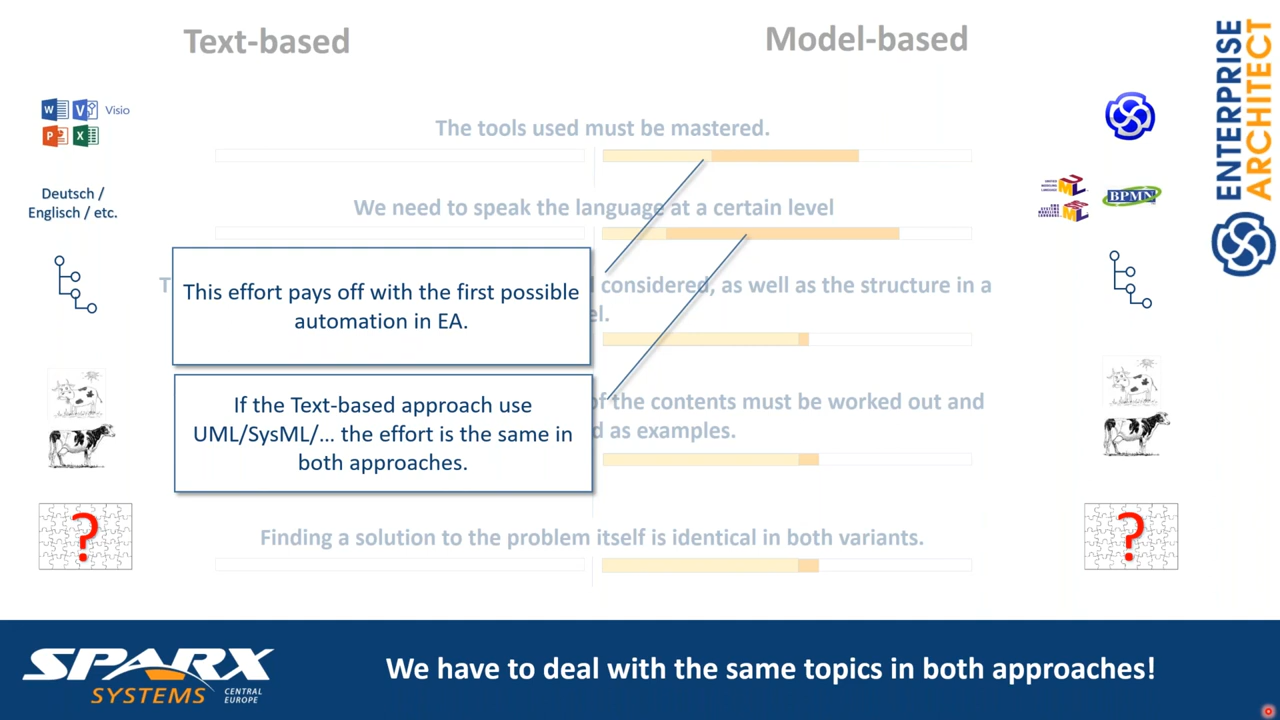 Text-based
Model-based
ENTERPRISE
ARCHITECT
W
V
Visio
P
X
The tools used must be mastered.
Deutsch /
Englisch / etc.
We need to speak the language at a certain level
UML
SysML
BPMN
T
considered, as well as the structure in a
el.
This effort pays off with the first possible
automation in EA.
of the contents must be worked out and
d as examples.
If the Text-based approach use
UML/SysML/... the effort is the same in
both approaches.
?
Finding a solution to the problem itself is identical in both variants.
?
SPARX
SYSTEMS
CENTRAL
EUROPE
We have to deal with the same topics in both approaches!